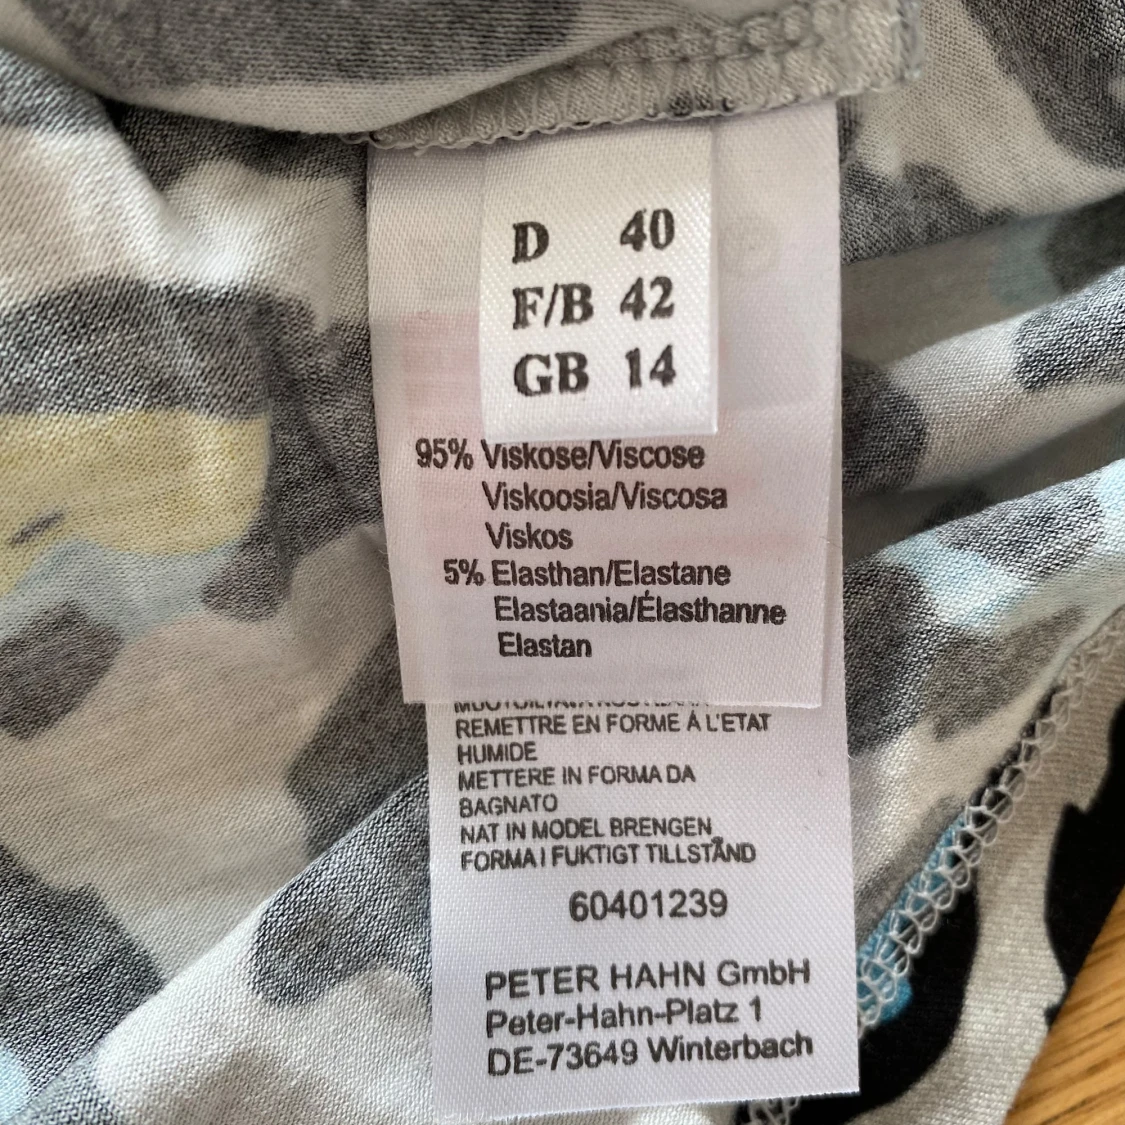 D 40
F/B 42
GB 14
95% Viskose/Viscose
Viskoosia/Viscosa
Viskos
5% Elasthan/Elastane
Elastaania/Élasthanne
Elastan
REMETTRE EN FORME À L'ETAT
HUMIDE
METTERE IN FORMA DA
BAGNATO
NAT IN MODEL BRENGEN
FORMA I FUKTIGT TILLSTÅND
60401239
PETER HAHN GmbH
Peter-Hahn-Platz 1
DE-73649 Winterbach